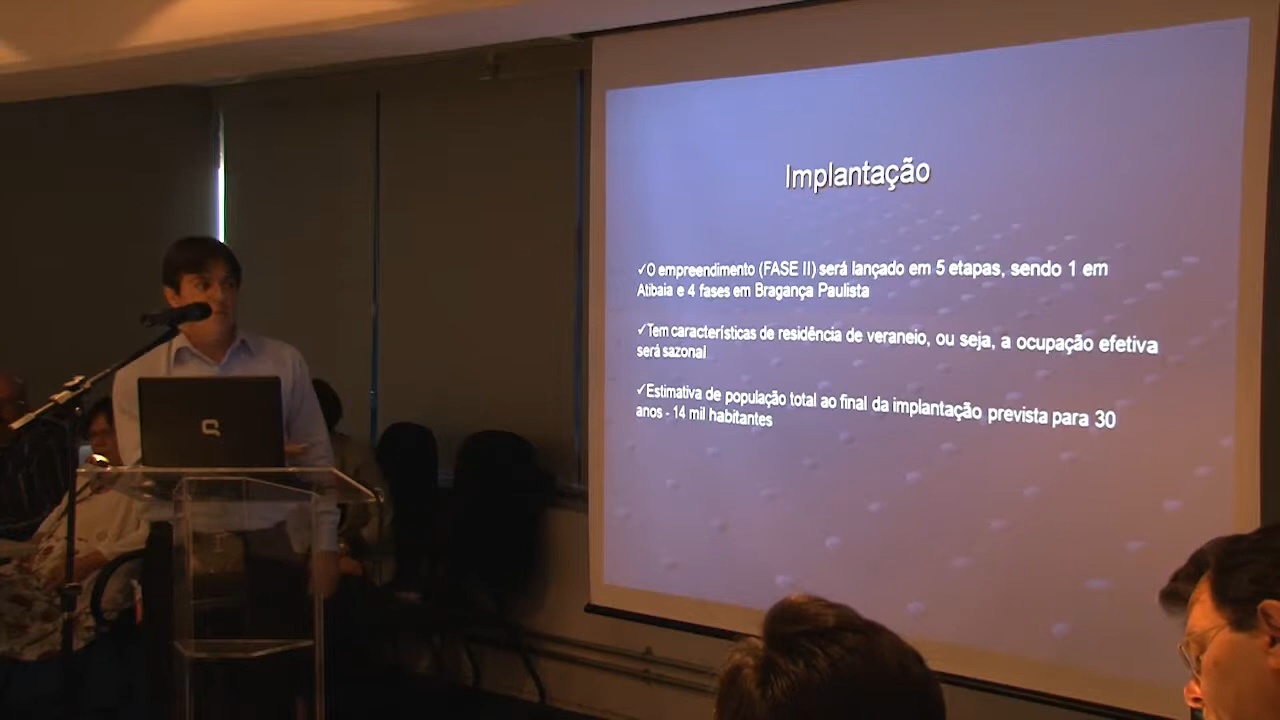 Implantação
✓O empreendimento (FASE II) será lançado em 5 etapas, sendo 1 em
Atibaia e 4 fases em Bragança Paulista
✓Tem características de residência de veraneio, ou seja, a ocupação efetiva
será sazonal
✓Estimativa de população total ao final da implantação prevista para 30
anos - 14 mil habitantes